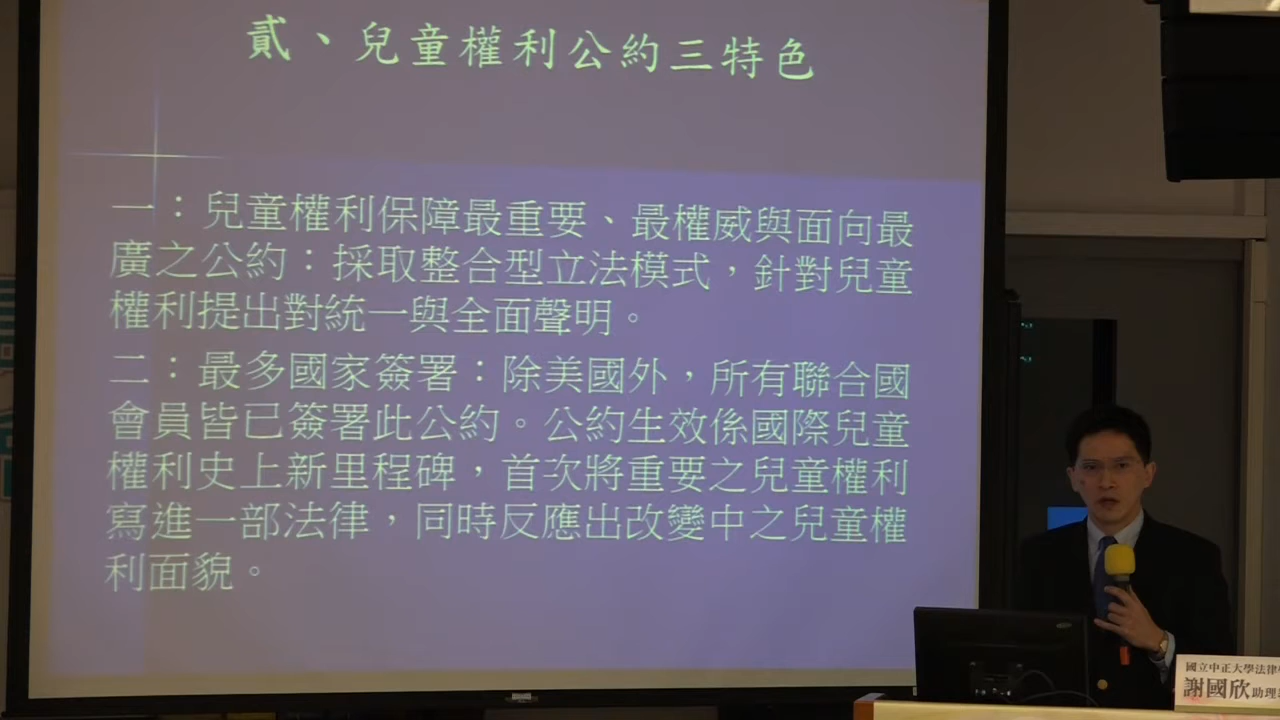 貳、兒童權利公約三特色
一：兒童權利保障最重要、最權威與面向最
廣之公約：採取整合型立法模式，針對兒童
權利提出對統一與全面聲明。
二：最多國家簽署：除美國外，所有聯合國
會員皆已簽署此公約。公約生效係國際兒童
權利史上新里程碑，首次將重要之兒童權利
寫進一部法律，同時反應出改變中之兒童權
利面貌。
國立中正大學法律
謝國欣助理